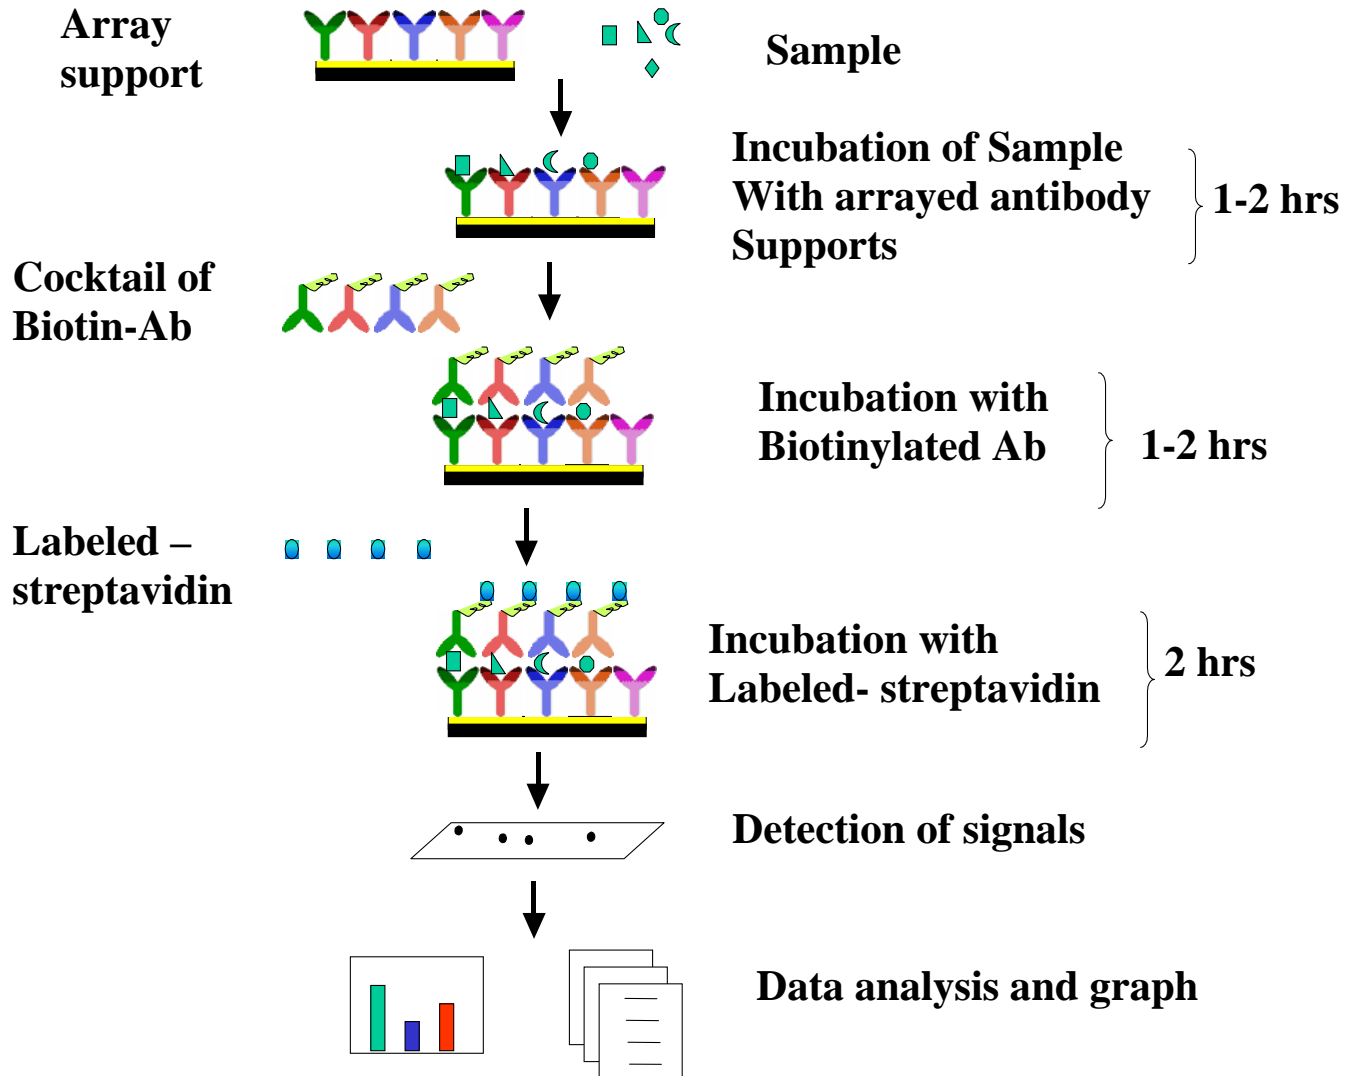 Array
support
Sample
Incubation of Sample
With arrayed antibody
Supports
1-2 hrs
Cocktail of
Biotin-Ab
Incubation with
Biotinylated Ab
1-2 hrs
Labeled –
streptavidin
Incubation with
Labeled- streptavidin
2 hrs
Detection of signals
Data analysis and graph